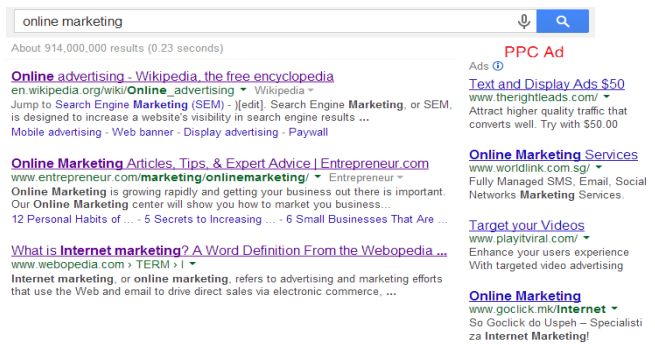 online marketing
About 914,000,000 results (0.23 seconds)
Online advertising - Wikipedia, the free encyclopedia
en.wikipedia.org/wiki/Online_advertising Wikipedia
Jump to Search Engine Marketing (SEM) - )[edit]. Search Engine Marketing, or SEM,
is designed to increase a website's visibility in search engine results ...
Mobile advertising - Web banner - Display advertising - Paywall
Online Marketing Articles, Tips, & Expert Advice | Entrepreneur.com
www.entrepreneur.com/marketing/onlinemarketing/ Entrepreneur
Online Marketing is growing rapidly and getting your business out there is important.
Our Online Marketing center will show you how to market you business...
12 Personal Habits of ... - 5 Secrets to Increasing ... - 6 Small Businesses That Are ...
What is Internet marketing? A Word Definition From the Webopedia ...
www.webopedia.com › TERM › I
Internet marketing, or online marketing, refers to advertising and marketing efforts
that use the Web and email to drive direct sales via electronic commerce, ...
PPC Ad
Ads
Text and Display Ads $50
www.therightleads.com/
Attract higher quality traffic that
converts well. Try with $50.00
Online Marketing Services
www.worldlink.com.sg/
Fully Managed SMS, Email, Social
Networks Marketing Services.
Target your Videos
www.playitviral.com/
Enhance your users experience
With targeted video advertising
Online Marketing
www.goclick.mk/Internet
So Goclick do Uspeh – Specialisti
za Internet Marketing!